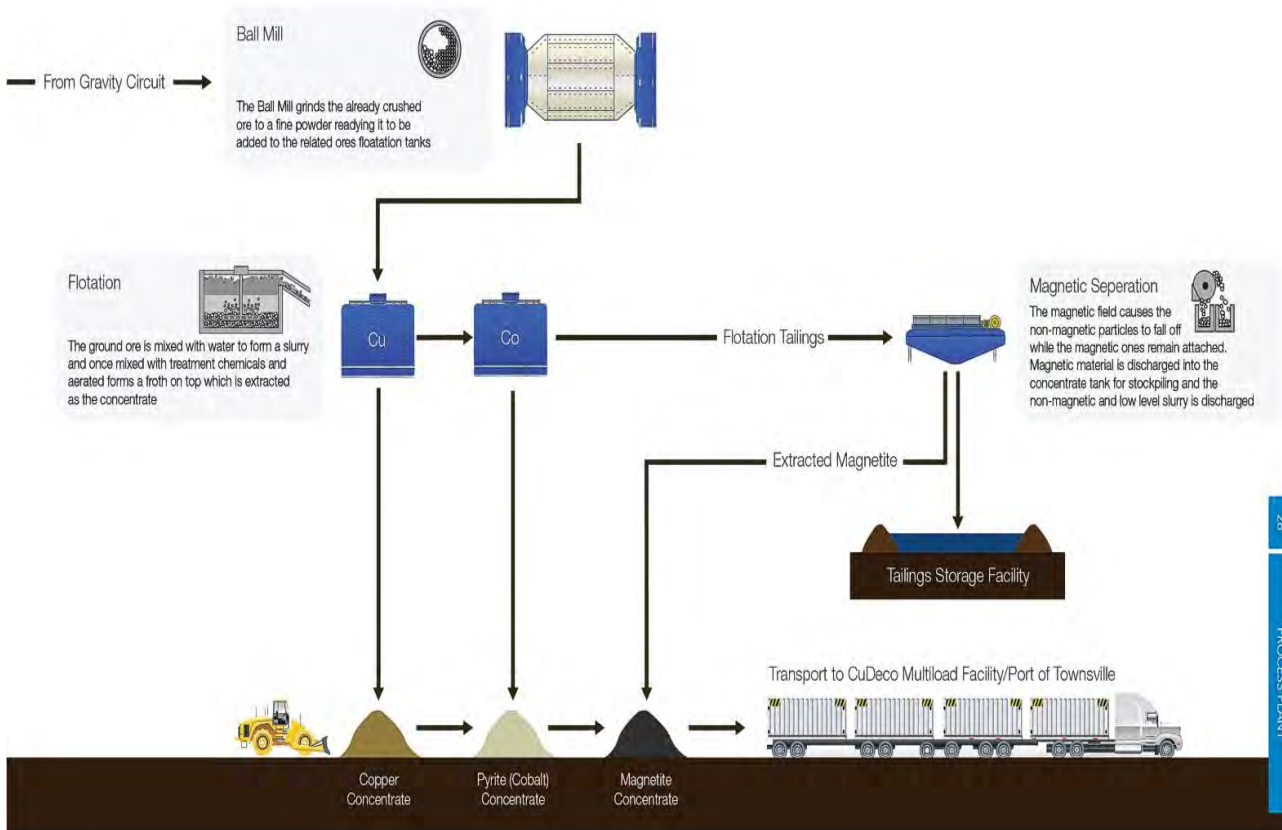 Ball Mill
From Gravity Circuit
The Ball Mill grinds the already crushed
ore to a fine powder readying it to be
added to the related ores floatation tanks
Flotation
The ground ore is mixed with water to form a slurry
and once mixed with treatment chemicals and
aerated forms a froth on top which is extracted
as the concentrate
Cu
Co
Flotation Tailings
Magnetic Seperation
The magnetic field causes the
non-magnetic particles to fall off
while the magnetic ones remain attached.
Magnetic material is discharged into the
concentrate tank for stockpiling and the
non-magnetic and low level slurry is discharged
Extracted Magnetite
Tailings Storage Facility
Transport to CuDeco Multiload Facility/Port of Townsville
Copper
Concentrate
Pyrite (Cobalt)
Concentrate
Magnetite
Concentrate
PROCESS PLANT